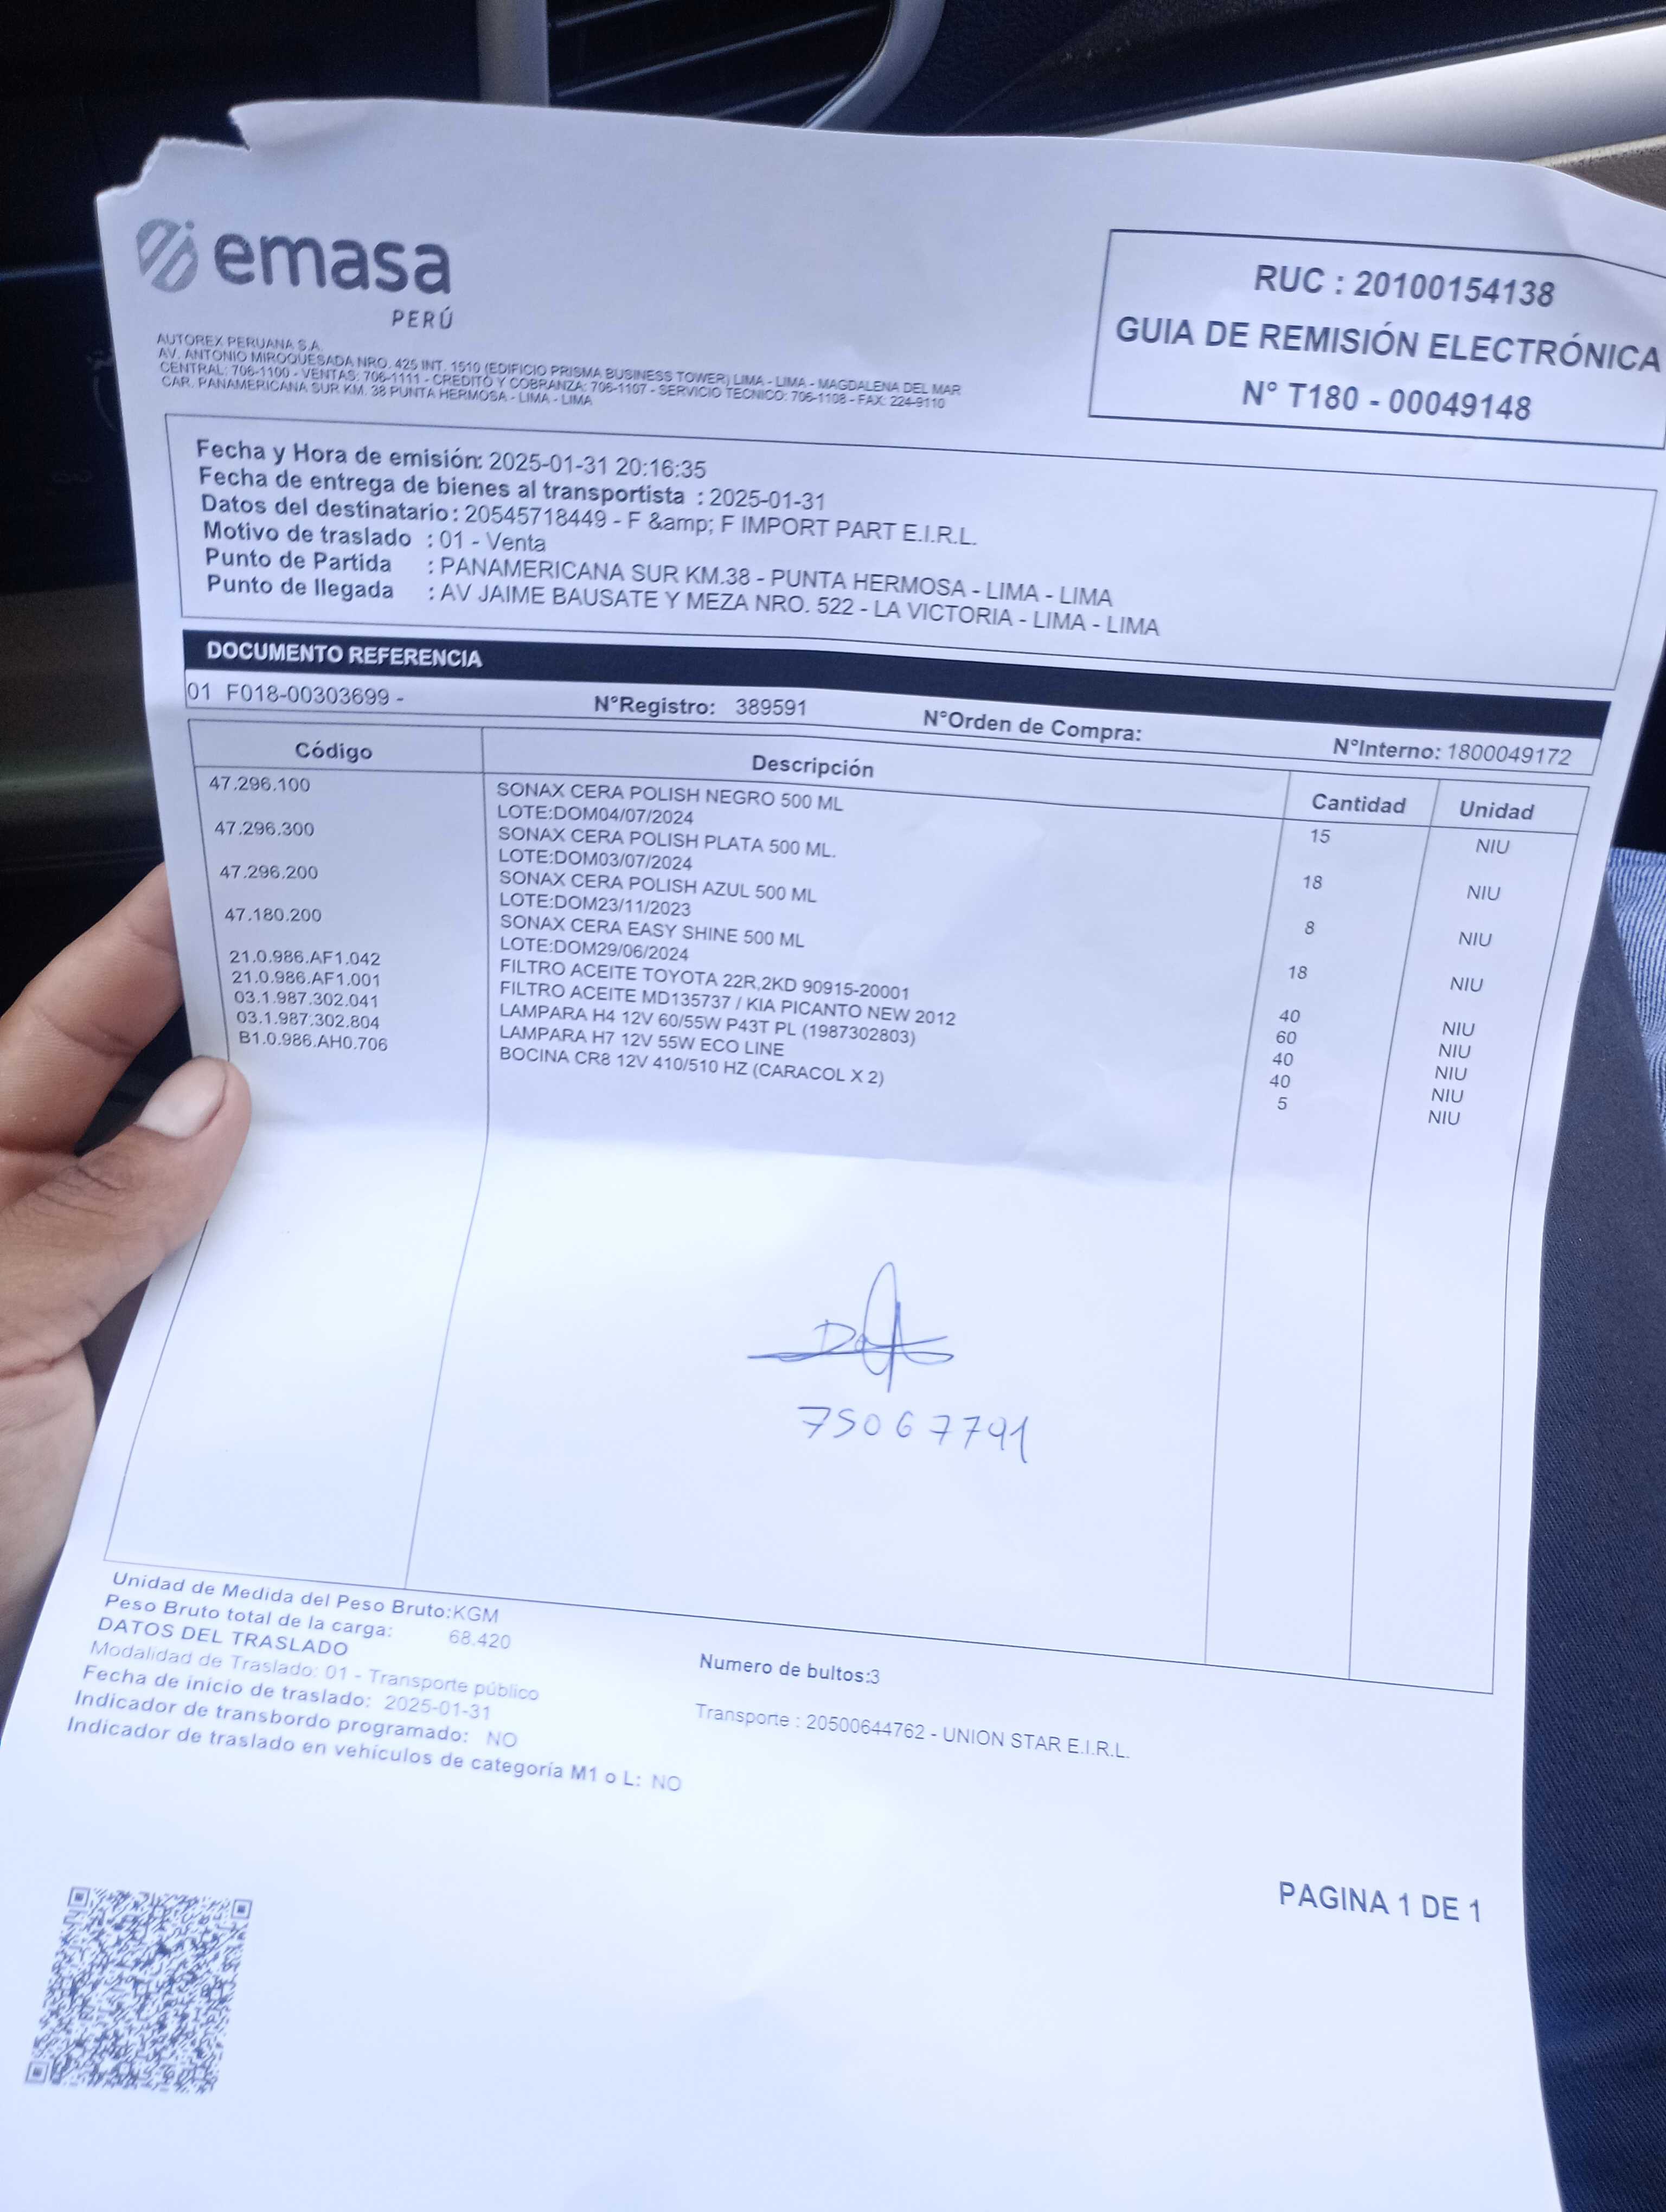 emasa
PERÚ
RUC : 20100154138
GUIA DE REMISIÓN ELECTRÓNICA
N° T180 - 00049148
AUTOREX PERUANA S.A.
AV. ANTONIO MIROQUESADA NRO. 425 INT. 1510 (EDIFICIO PRISMA BUSINESS TOWER) LIMA - LIMA - MAGDALENA DEL MAR
CENTRAL: 706-1100 - VENTAS: 706-1111 - CREDITO Y COBRANZA: 706-1107 - SERVICIO TECNICO: 706-1108 - FAX: 224-9110
CAR. PANAMERICANA SUR KM. 38 PUNTA HERMOSA - LIMA - LIMA
Fecha y Hora de emisión: 2025-01-31 20:16:35
Fecha de entrega de bienes al transportista : 2025-01-31
Datos del destinatario : 20545718449 - F &amp; F IMPORT PART E.I.R.L.
Motivo de traslado : 01 - Venta
Punto de Partida : PANAMERICANA SUR KM.38 - PUNTA HERMOSA - LIMA - LIMA
Punto de llegada : AV JAIME BAUSATE Y MEZA NRO. 522 - LA VICTORIA - LIMA - LIMA
DOCUMENTO REFERENCIA
01 F018-00303699 - N°Registro: 389591 N°Orden de Compra: N°Interno: 1800049172
Código Descripción Cantidad Unidad
47.296.100 SONAX CERA POLISH NEGRO 500 ML 15 NIU
LOTE:DOM04/07/2024
47.296.300 SONAX CERA POLISH PLATA 500 ML. 18 NIU
LOTE:DOM03/07/2024
47.296.200 SONAX CERA POLISH AZUL 500 ML 8 NIU
LOTE:DOM23/11/2023
47.180.200 SONAX CERA EASY SHINE 500 ML 18 NIU
LOTE:DOM29/06/2024
21.0.986.AF1.042 FILTRO ACEITE TOYOTA 22R,2KD 90915-20001 40 NIU
21.0.986.AF1.001 FILTRO ACEITE MD135737 / KIA PICANTO NEW 2012 60 NIU
03.1.987.302.041 LAMPARA H4 12V 60/55W P43T PL (1987302803) 40 NIU
03.1.987.302.804 LAMPARA H7 12V 55W ECO LINE 40 NIU
B1.0.986.AH0.706 BOCINA CR8 12V 410/510 HZ (CARACOL X 2) 5 NIU
75067791
Unidad de Medida del Peso Bruto:KGM
Peso Bruto total de la carga: 68.420
DATOS DEL TRASLADO Numero de bultos:3
Modalidad de Traslado: 01 - Transporte público
Fecha de inicio de traslado: 2025-01-31 Transporte : 20500644762 - UNION STAR E.I.R.L.
Indicador de transbordo programado: NO
Indicador de traslado en vehículos de categoría M1 o L: NO
PAGINA 1 DE 1